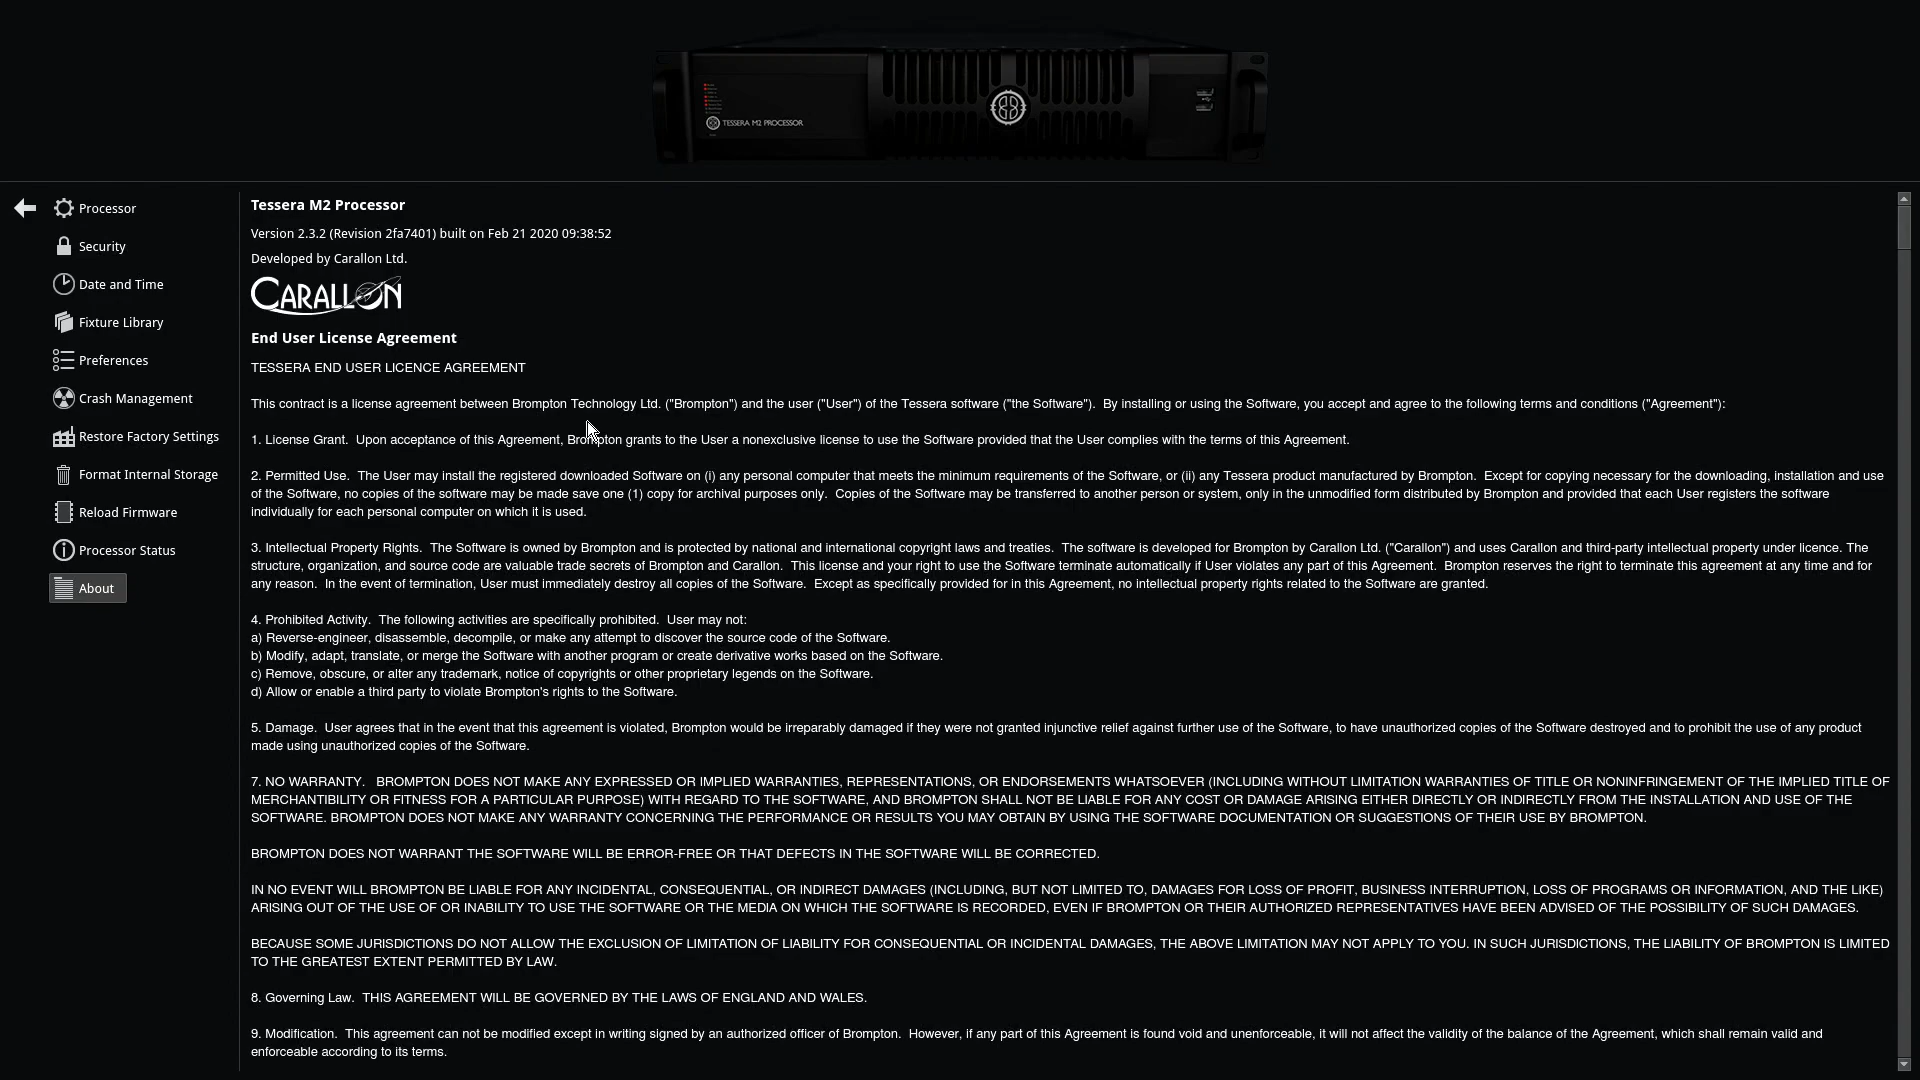 TESSERA M2 PROCESSOR
Processor
Security
Date and Time
Fixture Library
Preferences
Crash Management
Restore Factory Settings
Format Internal Storage
Reload Firmware
Processor Status
About
Tessera M2 Processor
Version 2.3.2 (Revision 2fa7401) built on Feb 21 2020 09:38:52
Developed by Carallon Ltd.
CARALLON
End User License Agreement
TESSERA END USER LICENCE AGREEMENT
This contract is a license agreement between Brompton Technology Ltd. ("Brompton") and the user ("User") of the Tessera software ("the Software").  By installing or using the Software, you accept and agree to the following terms and conditions ("Agreement"):
1. License Grant.  Upon acceptance of this Agreement, Brompton grants to the User a nonexclusive license to use the Software provided that the User complies with the terms of this Agreement.
2. Permitted Use.  The User may install the registered downloaded Software on (i) any personal computer that meets the minimum requirements of the Software, or (ii) any Tessera product manufactured by Brompton.  Except for copying necessary for the downloading, installation and use
of the Software, no copies of the software may be made save one (1) copy for archival purposes only.  Copies of the Software may be transferred to another person or system, only in the unmodified form distributed by Brompton and provided that each User registers the software
individually for each personal computer on which it is used.
3. Intellectual Property Rights.  The Software is owned by Brompton and is protected by national and international copyright laws and treaties.  The software is developed for Brompton by Carallon Ltd. ("Carallon") and uses Carallon and third-party intellectual property under licence. The
structure, organization, and source code are valuable trade secrets of Brompton and Carallon.  This license and your right to use the Software terminate automatically if User violates any part of this Agreement.  Brompton reserves the right to terminate this agreement at any time and for
any reason.  In the event of termination, User must immediately destroy all copies of the Software.  Except as specifically provided for in this Agreement, no intellectual property rights related to the Software are granted.
4. Prohibited Activity.  The following activities are specifically prohibited.  User may not:
a) Reverse-engineer, disassemble, decompile, or make any attempt to discover the source code of the Software.
b) Modify, adapt, translate, or merge the Software with another program or create derivative works based on the Software.
c) Remove, obscure, or alter any trademark, notice of copyrights or other proprietary legends on the Software.
d) Allow or enable a third party to violate Brompton's rights to the Software.
5. Damage.  User agrees that in the event that this agreement is violated, Brompton would be irreparably damaged if they were not granted injunctive relief against further use of the Software, to have unauthorized copies of the Software destroyed and to prohibit the use of any product
made using unauthorized copies of the Software.
7. NO WARRANTY.   BROMPTON DOES NOT MAKE ANY EXPRESSED OR IMPLIED WARRANTIES, REPRESENTATIONS, OR ENDORSEMENTS WHATSOEVER (INCLUDING WITHOUT LIMITATION WARRANTIES OF TITLE OR NONINFRINGEMENT OF THE IMPLIED TITLE OF
MERCHANTIBILITY OR FITNESS FOR A PARTICULAR PURPOSE) WITH REGARD TO THE SOFTWARE, AND BROMPTON SHALL NOT BE LIABLE FOR ANY COST OR DAMAGE ARISING EITHER DIRECTLY OR INDIRECTLY FROM THE INSTALLATION AND USE OF THE
SOFTWARE. BROMPTON DOES NOT MAKE ANY WARRANTY CONCERNING THE PERFORMANCE OR RESULTS YOU MAY OBTAIN BY USING THE SOFTWARE DOCUMENTATION OR SUGGESTIONS OF THEIR USE BY BROMPTON.
BROMPTON DOES NOT WARRANT THE SOFTWARE WILL BE ERROR-FREE OR THAT DEFECTS IN THE SOFTWARE WILL BE CORRECTED.
IN NO EVENT WILL BROMPTON BE LIABLE FOR ANY INCIDENTAL, CONSEQUENTIAL, OR INDIRECT DAMAGES (INCLUDING, BUT NOT LIMITED TO, DAMAGES FOR LOSS OF PROFIT, BUSINESS INTERRUPTION, LOSS OF PROGRAMS OR INFORMATION, AND THE LIKE)
ARISING OUT OF THE USE OF OR INABILITY TO USE THE SOFTWARE OR THE MEDIA ON WHICH THE SOFTWARE IS RECORDED, EVEN IF BROMPTON OR THEIR AUTHORIZED REPRESENTATIVES HAVE BEEN ADVISED OF THE POSSIBILITY OF SUCH DAMAGES.
BECAUSE SOME JURISDICTIONS DO NOT ALLOW THE EXCLUSION OF LIMITATION OF LIABILITY FOR CONSEQUENTIAL OR INCIDENTAL DAMAGES, THE ABOVE LIMITATION MAY NOT APPLY TO YOU. IN SUCH JURISDICTIONS, THE LIABILITY OF BROMPTON IS LIMITED
TO THE GREATEST EXTENT PERMITTED BY LAW.
8. Governing Law.  THIS AGREEMENT WILL BE GOVERNED BY THE LAWS OF ENGLAND AND WALES.
9. Modification.  This agreement can not be modified except in writing signed by an authorized officer of Brompton.  However, if any part of this Agreement is found void and unenforceable, it will not affect the validity of the balance of the Agreement, which shall remain valid and
enforceable according to its terms.